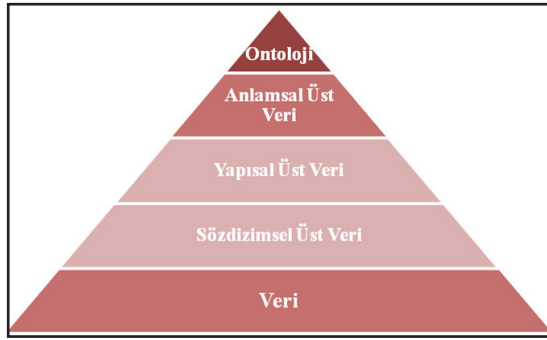 Ontoloji
Anlamsal Üst
Veri
Yapısal Üst Veri
Sözdizimsel Üst Veri
Veri